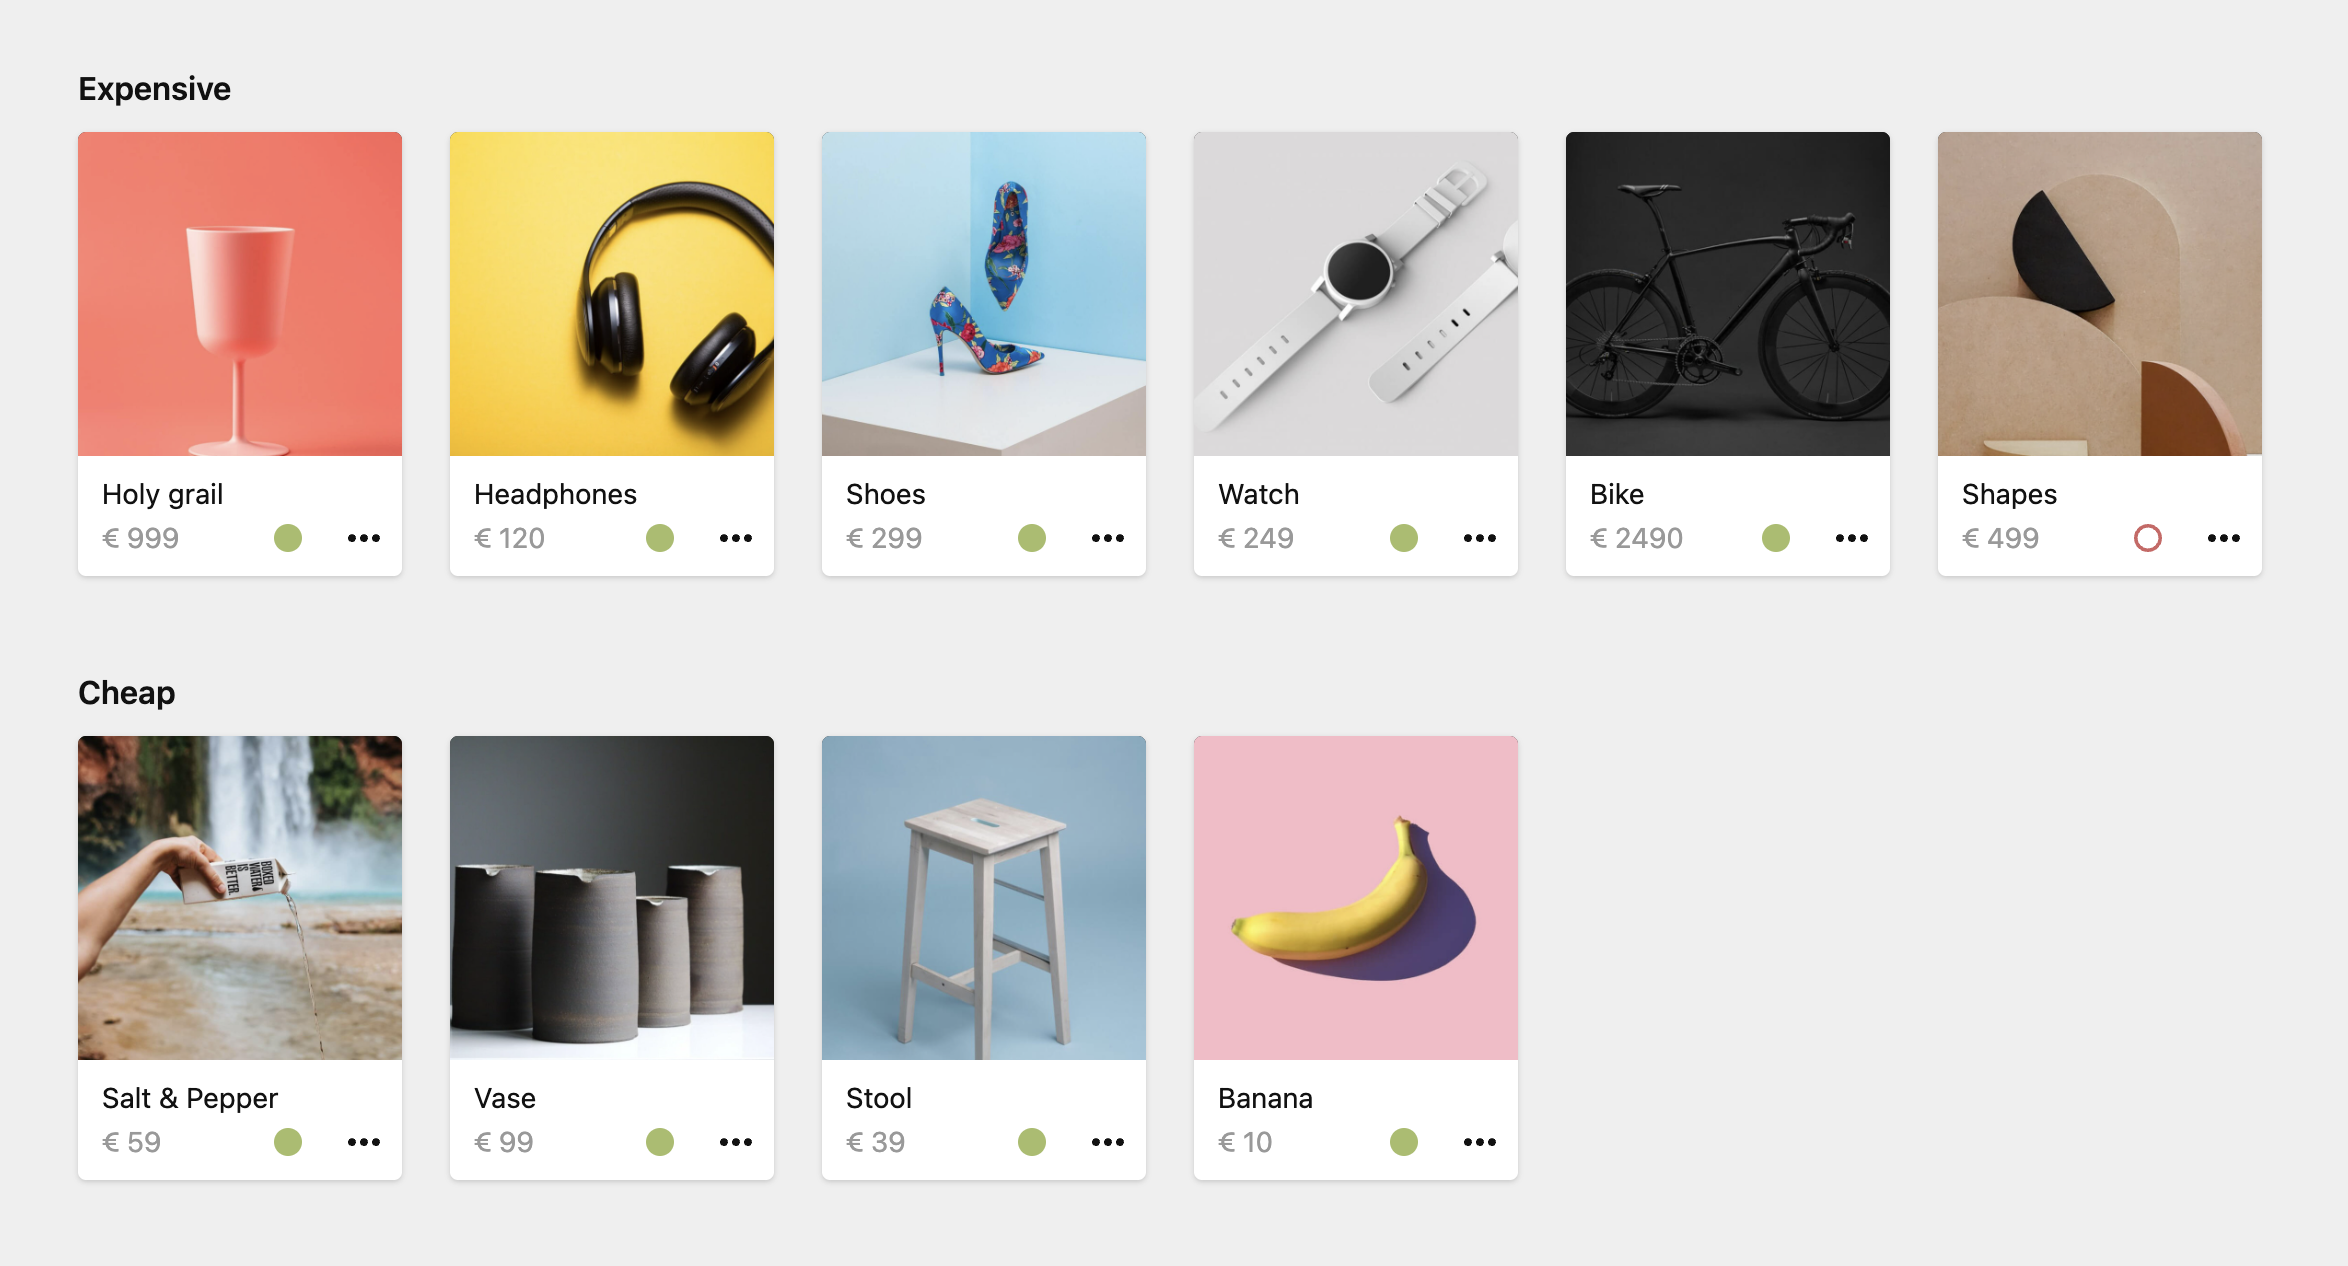 Expensive
Holy grail
€ 999
Headphones
€ 120
Shoes
€ 299
Watch
€ 249
Bike
€ 2490
Shapes
€ 499
Cheap
BOXED
WATER
IS
BETTER.
Salt & Pepper
€ 59
Vase
€ 99
Stool
€ 39
Banana
€ 10